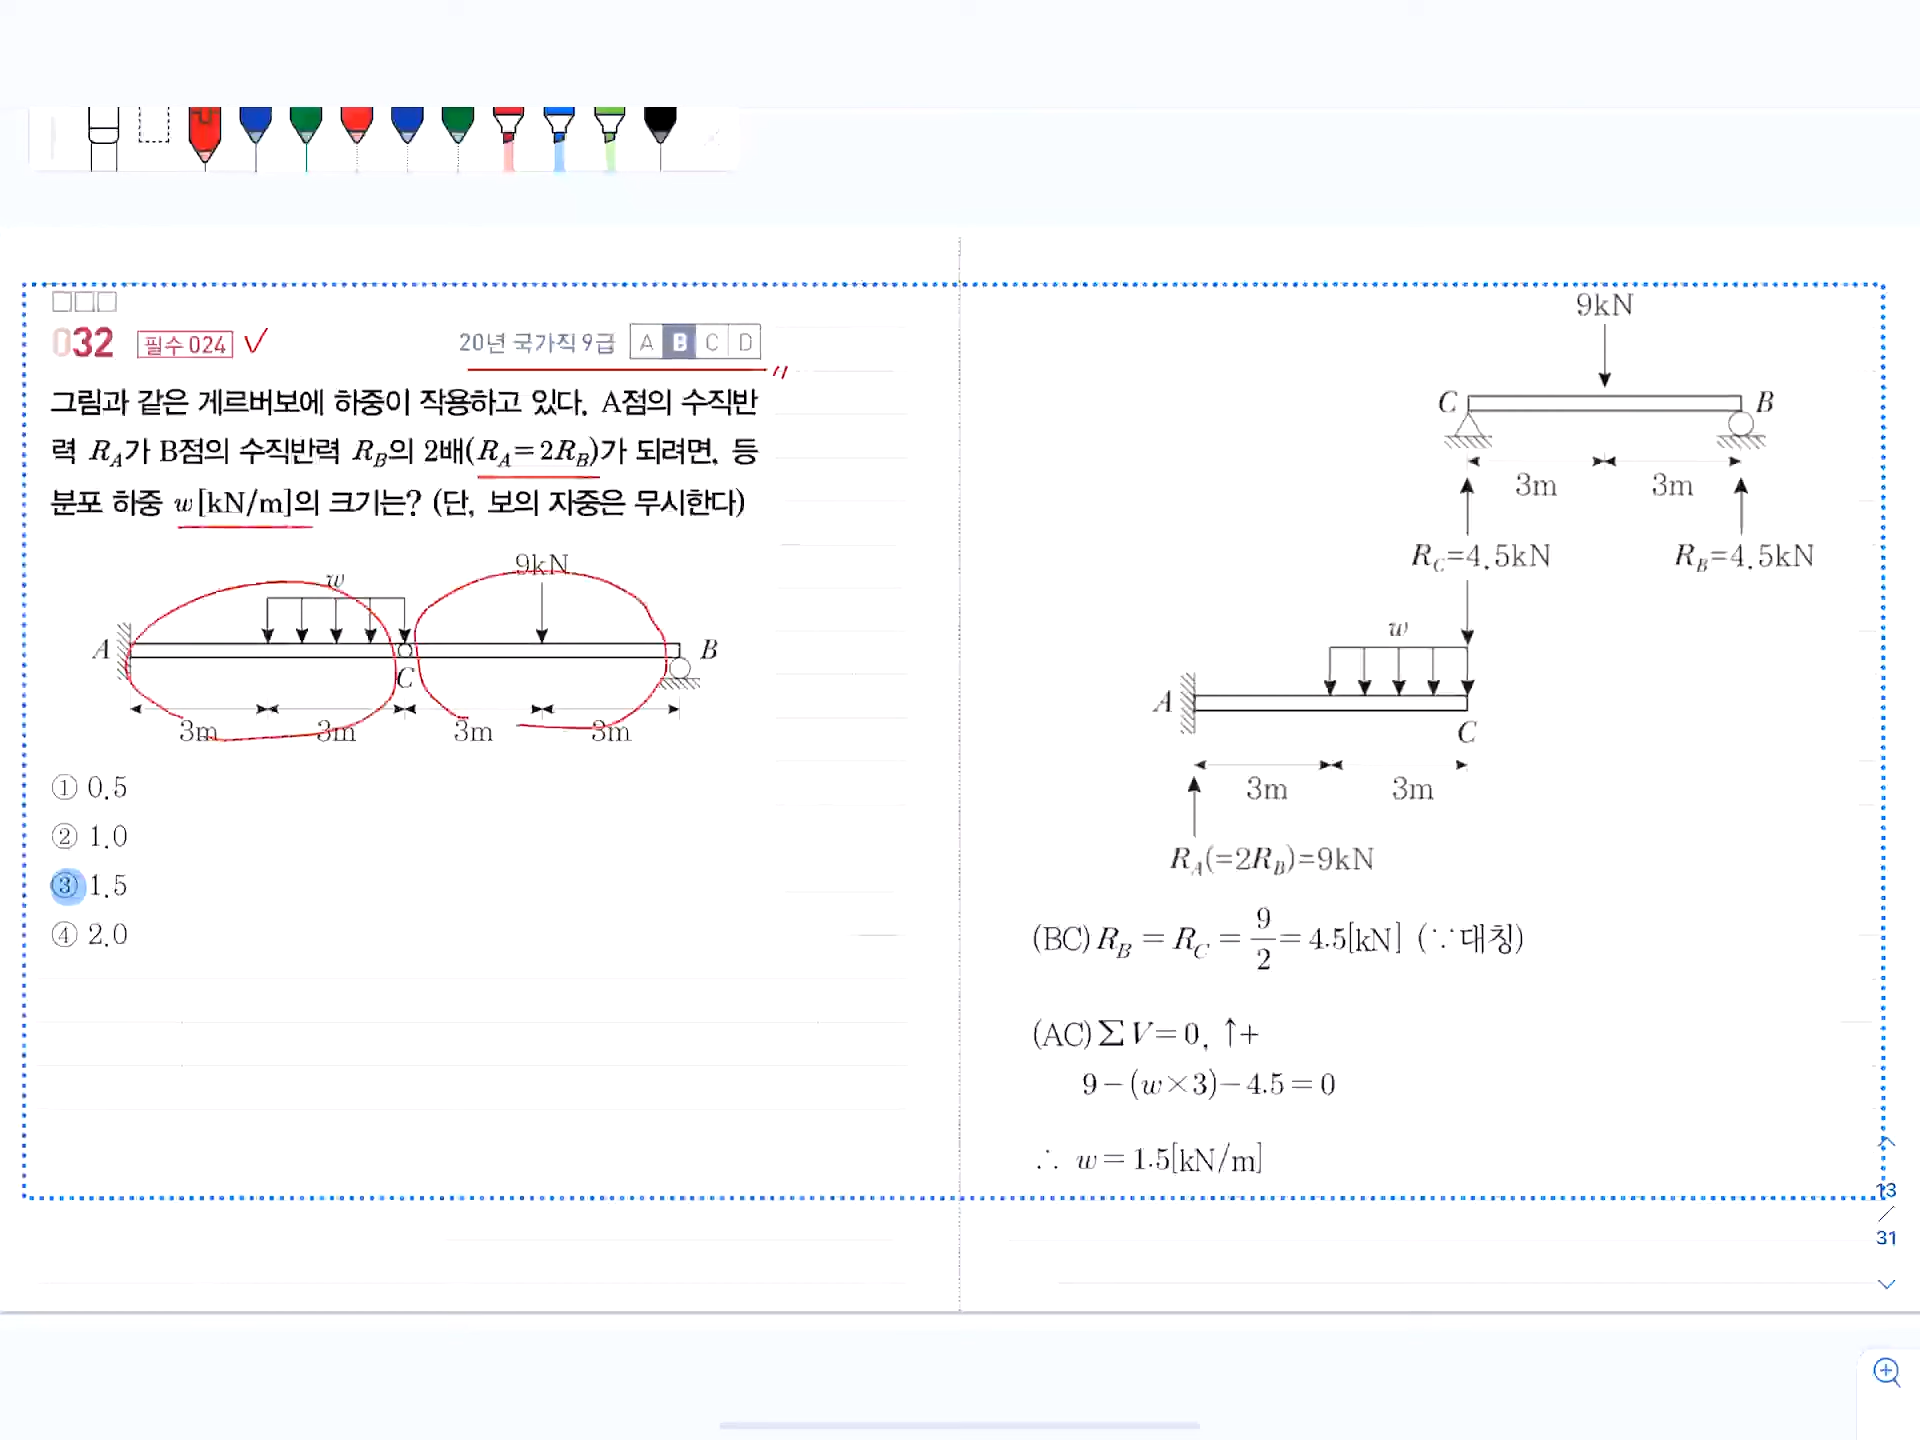 032 필수 024 20년 국가직 9급 A B C D
그림과 같은 게르버보에 하중이 작용하고 있다. A점의 수직반
력 R_A가 B점의 수직반력 R_B의 2배(R_A=2R_B)가 되려면, 등
분포 하중 w[kN/m]의 크기는? (단, 보의 자중은 무시한다)
9kN
w
A
B
C
3m 3m 3m 3m
① 0.5
② 1.0
③ 1.5
④ 2.0
9kN
C B
3m 3m
R_C=4.5kN R_B=4.5kN
w
A
C
3m 3m
R_A(=2R_B)=9kN
(BC) R_B = R_C = 9/2 = 4.5[kN] (∵대칭)
(AC) ∑V=0, ↑+
9-(w×3)-4.5=0
∴ w=1.5[kN/m]
13
/
31